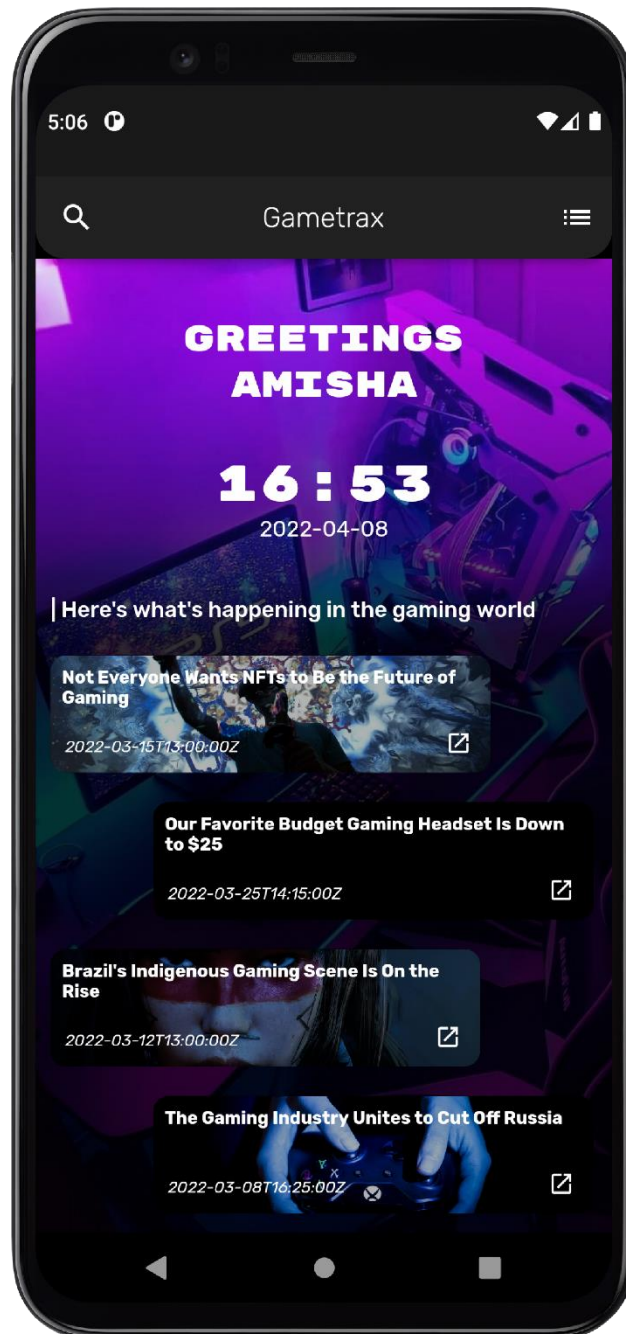 5:06
Gametrax
GREETINGS
AMISHA
16:53
2022-04-08
Here's what's happening in the gaming world
Not Everyone Wants NFTs to Be the Future of
Gaming
2022-03-15T13:00:00Z
Our Favorite Budget Gaming Headset Is Down
to $25
2022-03-25T14:15:00Z
Brazil's Indigenous Gaming Scene Is On the
Rise
2022-03-12T13:00:00Z
The Gaming Industry Unites to Cut Off Russia
2022-03-08T16:25:00Z